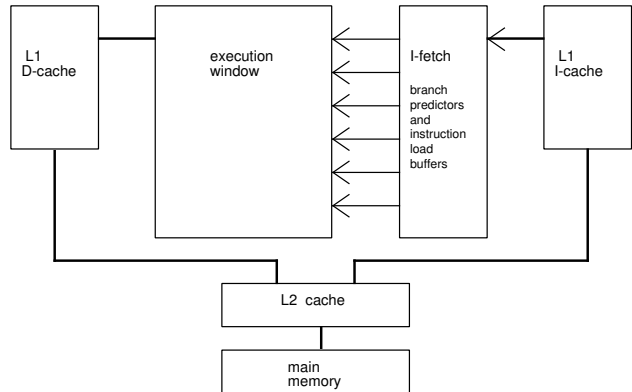 L1
D-cache
execution
window
I-fetch
branch
predictors
and
instruction
load
buffers
L1
I-cache
L2 cache
main
memory